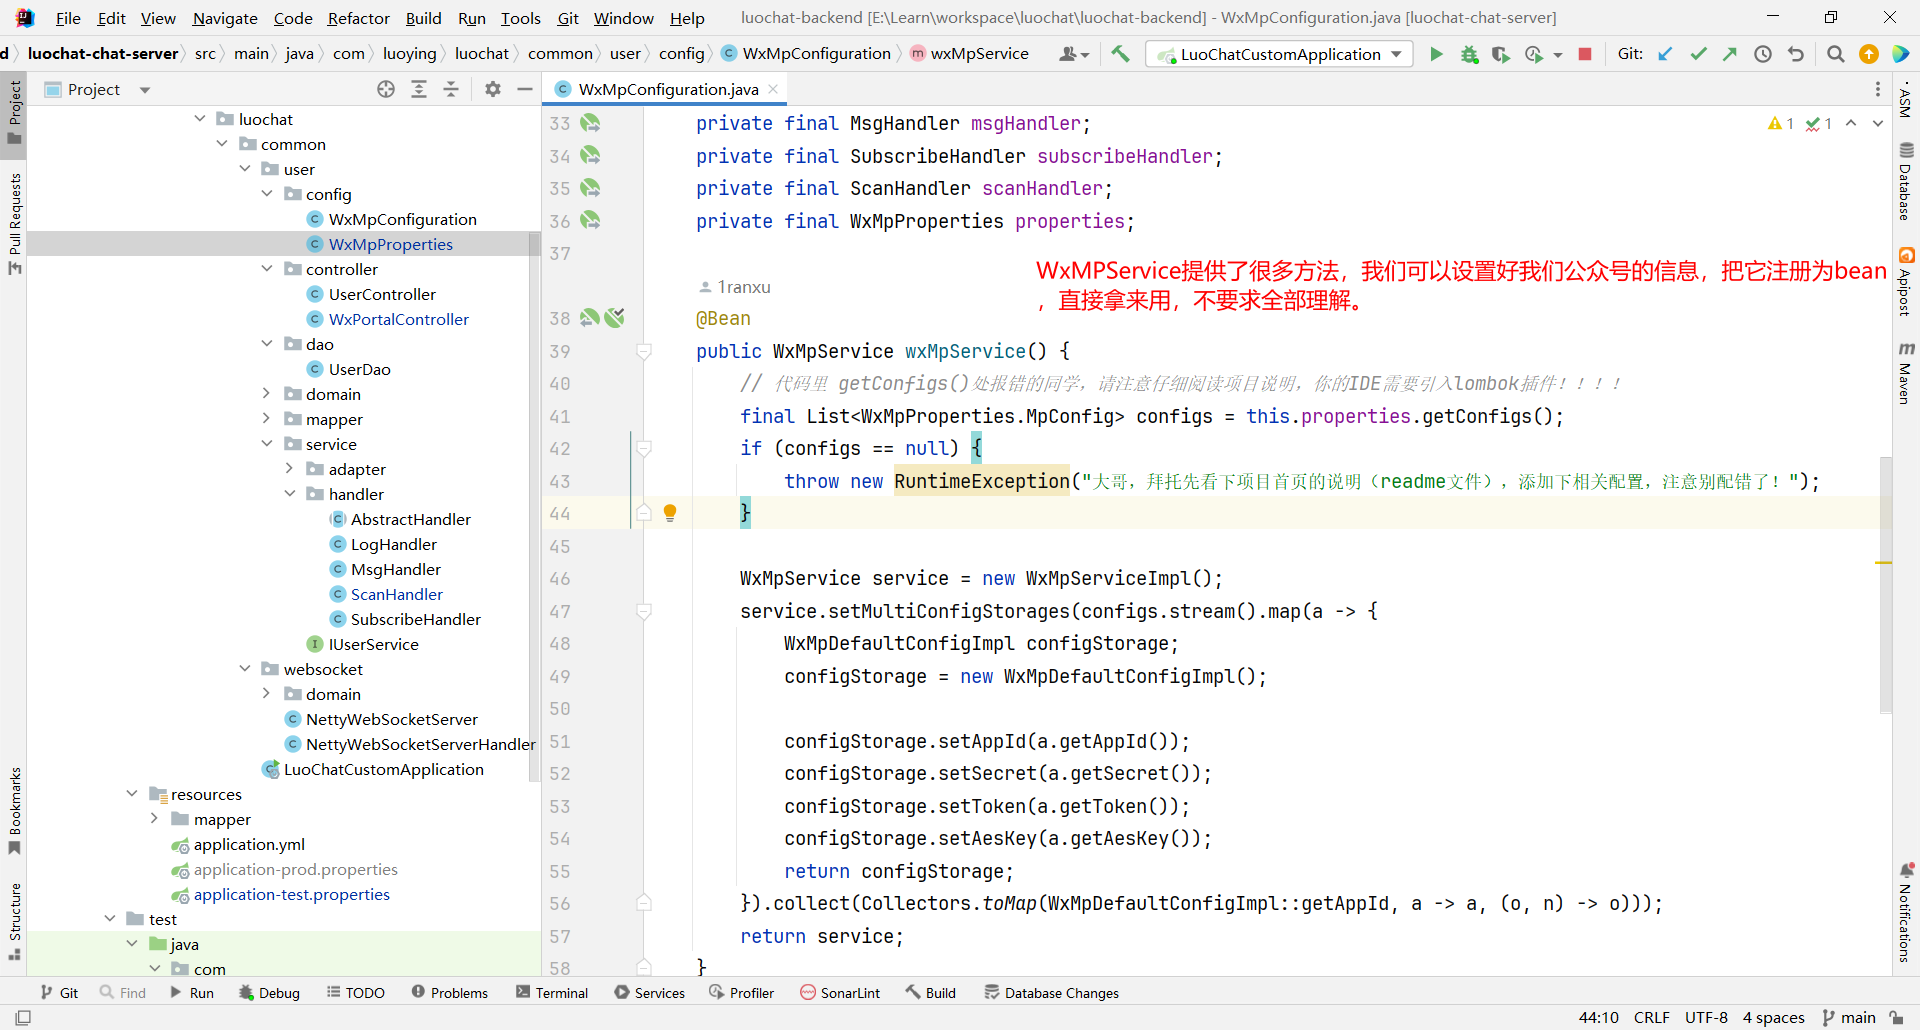 File Edit View Navigate Code Refactor Build Run Tools Git Window Help luochat-backend [E:\Learn\workspace\luochat\luochat-backend] - WxMpConfiguration.java [luochat-chat-server]
d luochat-chat-server src main java com luoying luochat common user config WxMpConfiguration wxMpService LuoChatCustomApplication Git:
Project
WxMpConfiguration.java
Project
Pull Requests
Bookmarks
Structure
luochat
common
user
config
WxMpConfiguration
WxMpProperties
controller
UserController
WxPortalController
dao
UserDao
domain
mapper
service
adapter
handler
AbstractHandler
LogHandler
MsgHandler
ScanHandler
SubscribeHandler
IUserService
websocket
domain
NettyWebSocketServer
NettyWebSocketServerHandler
LuoChatCustomApplication
resources
mapper
application.yml
application-prod.properties
application-test.properties
test
java
com
1 1
33 private final MsgHandler msgHandler;
34 private final SubscribeHandler subscribeHandler;
35 private final ScanHandler scanHandler;
36 private final WxMpProperties properties;
37
WxMPService提供了很多方法，我们可以设置好我们公众号的信息，把它注册为bean
，直接拿来用，不要求全部理解。
1ranxu
38 @Bean
39 public WxMpService wxMpService() {
40 // 代码里 getConfigs()处报错的同学，请注意仔细阅读项目说明，你的IDE需要引入lombok插件！！！！
41 final List<WxMpProperties.MpConfig> configs = this.properties.getConfigs();
42 if (configs == null) {
43 throw new RuntimeException("大哥，拜托先看下项目首页的说明（readme文件），添加下相关配置，注意别配错了！");
44 }
45
46 WxMpService service = new WxMpServiceImpl();
47 service.setMultiConfigStorages(configs.stream().map(a -> {
48 WxMpDefaultConfigImpl configStorage;
49 configStorage = new WxMpDefaultConfigImpl();
50
51 configStorage.setAppId(a.getAppId());
52 configStorage.setSecret(a.getSecret());
53 configStorage.setToken(a.getToken());
54 configStorage.setAesKey(a.getAesKey());
55 return configStorage;
56 }).collect(Collectors.toMap(WxMpDefaultConfigImpl::getAppId, a -> a, (o, n) -> o)));
57 return service;
58 }
ASM
Database
Apipost
Maven
Notifications
Git Find Run Debug TODO Problems Terminal Services Profiler SonarLint Build Database Changes
44:10 CRLF UTF-8 4 spaces main